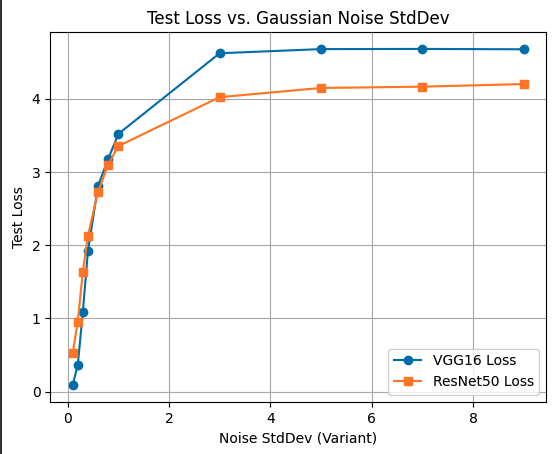 Test Loss vs. Gaussian Noise StdDev
Test Loss
4
3
2
1
0
0 2 4 6 8
Noise StdDev (Variant)
VGG16 Loss
ResNet50 Loss